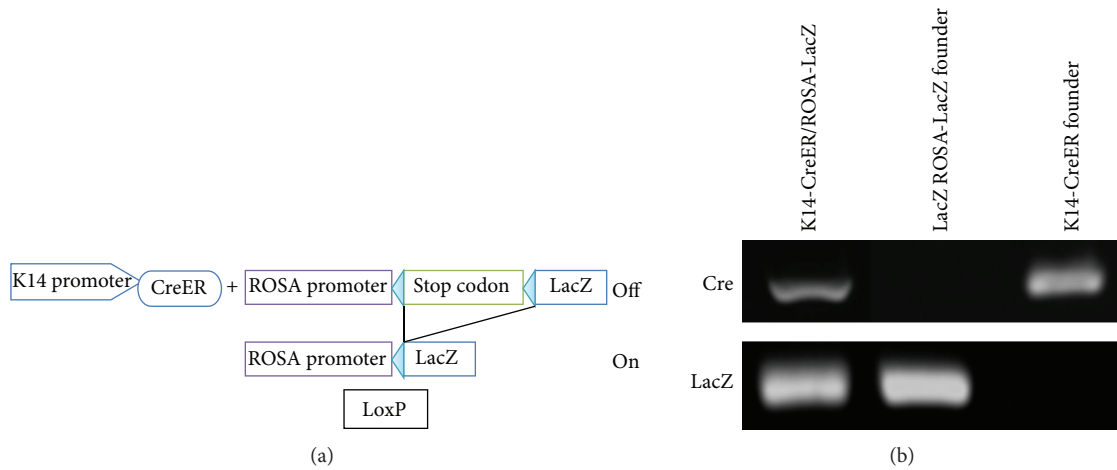 K14 promoter
CreER
+
ROSA promoter
Stop codon
LacZ
Off
ROSA promoter
LacZ
On
LoxP
(a)
K14-CreER/ROSA-LacZ
LacZ ROSA-LacZ founder
K14-CreER founder
Cre
LacZ
(b)